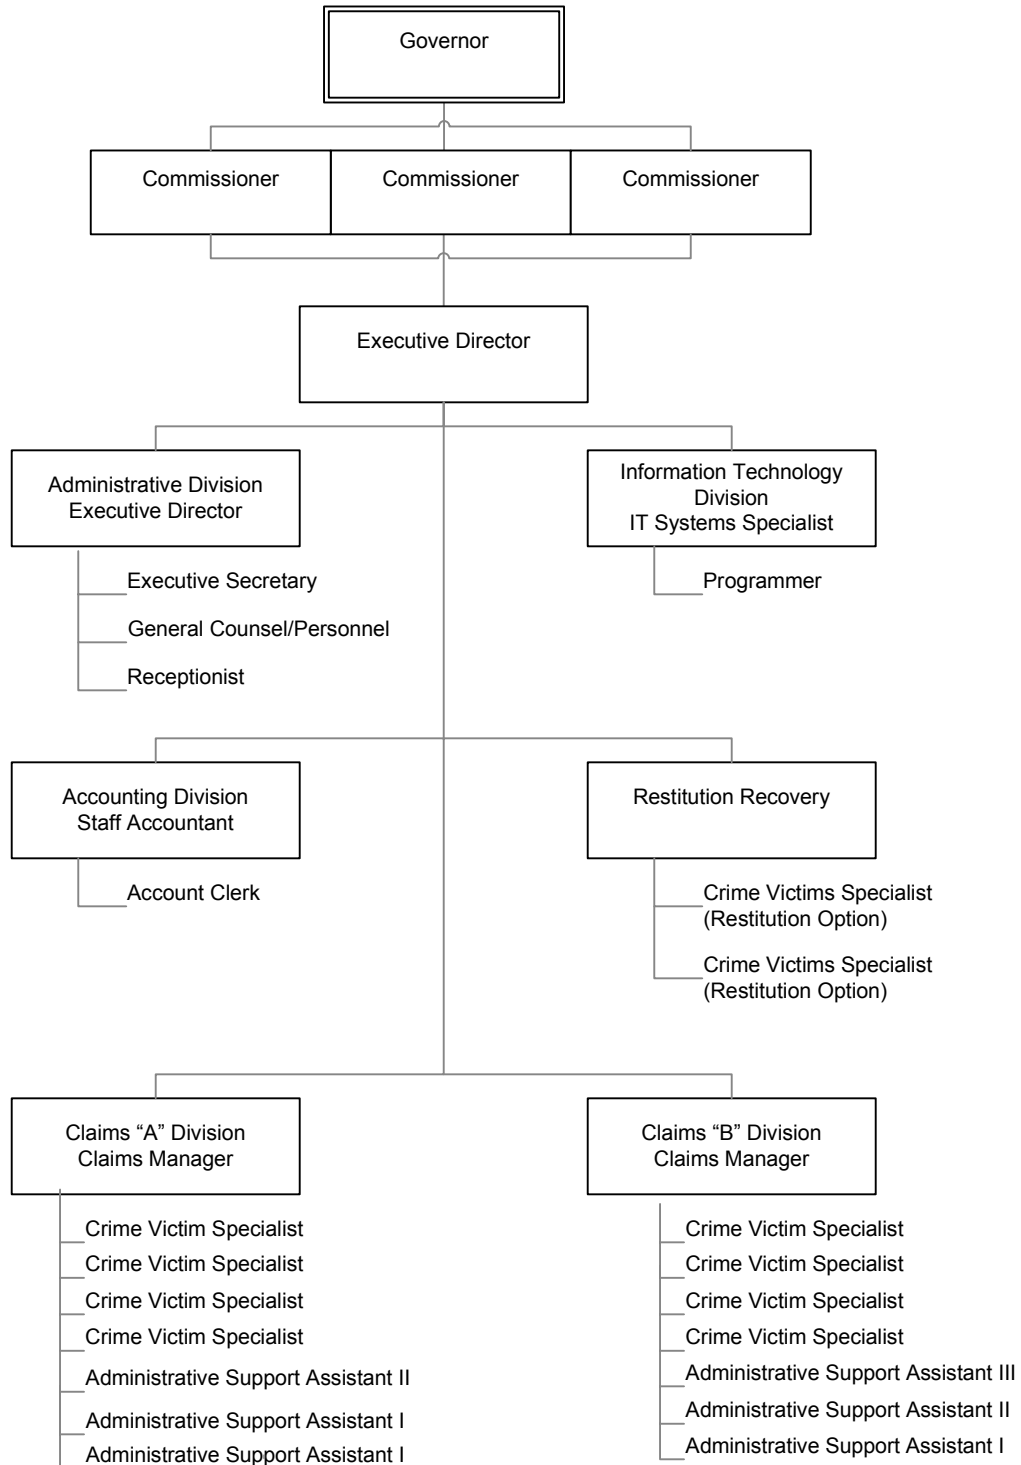 Governor
Commissioner
Commissioner
Commissioner
Executive Director
Administrative Division
Executive Director
Information Technology
Division
IT Systems Specialist
Executive Secretary
General Counsel/Personnel
Receptionist
Programmer
Accounting Division
Staff Accountant
Restitution Recovery
Account Clerk
Crime Victims Specialist
(Restitution Option)
Crime Victims Specialist
(Restitution Option)
Claims “A” Division
Claims Manager
Claims “B” Division
Claims Manager
Crime Victim Specialist
Crime Victim Specialist
Crime Victim Specialist
Crime Victim Specialist
Administrative Support Assistant II
Administrative Support Assistant I
Administrative Support Assistant I
Crime Victim Specialist
Crime Victim Specialist
Crime Victim Specialist
Crime Victim Specialist
Administrative Support Assistant III
Administrative Support Assistant II
Administrative Support Assistant I